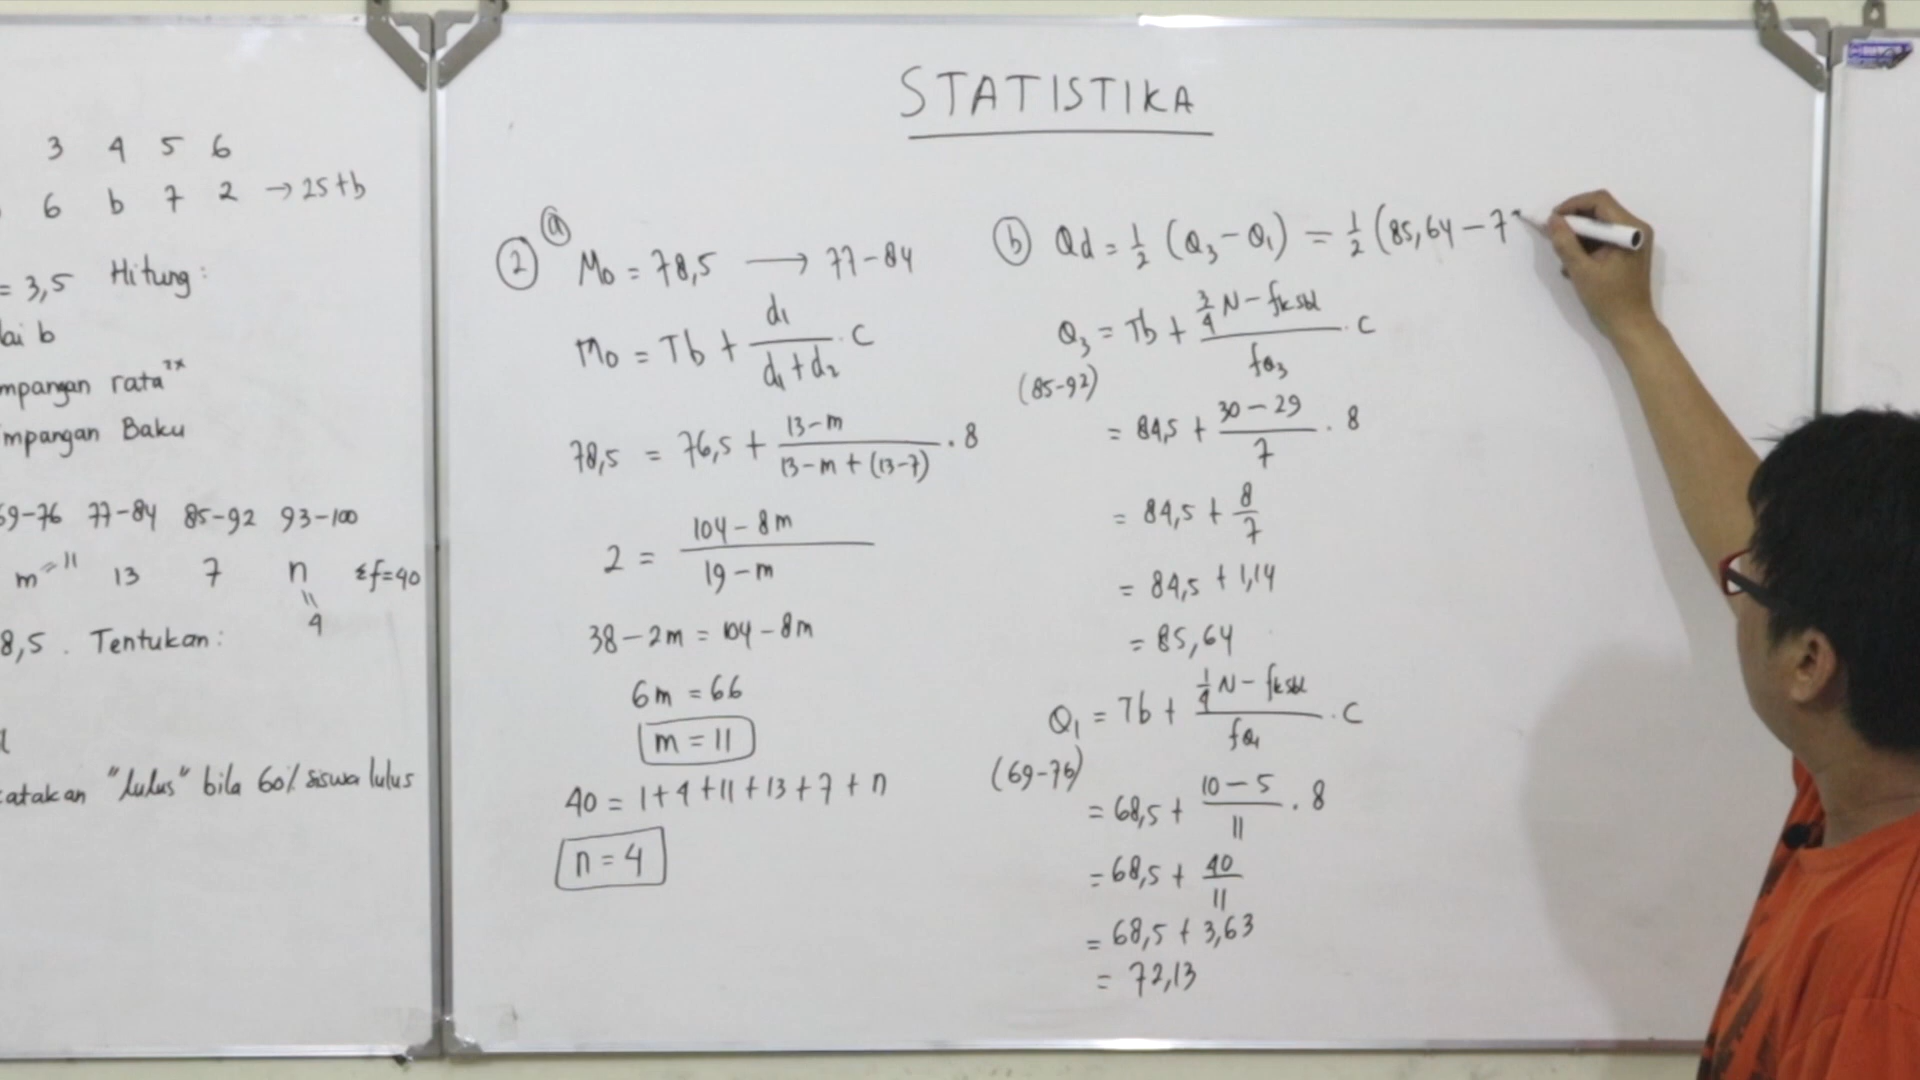 3 4 5 6
6 b 7 2 → 25+b
= 3,5 Hitung :
lai b
mpangan rata²ˣ
mpangan Baku
69-76 77-84 85-92 93-100
m = 11 13 7 n Σf=40
"
4
8,5 . Tentukan :
catakan "lulus" bila 60% siswa lulus
STATISTIKA
② ⓐ Mo = 78,5 → 77-84
Mo = Tb + d₁/(d₁+d₂) . C
78,5 = 76,5 + (13-m)/(13-m+(13-7)) . 8
2 = (104-8m)/(19-m)
38-2m = 104-8m
6m = 66
m = 11
40 = 1+4+11+13+7+n
n = 4
ⓑ Qd = 1/2 (Q₃-Q₁) = 1/2 (85,64-7
Q₃ = Tb + (3/4 N - fksbl)/fQ₃ . C
(85-92)
= 84,5 + (30-29)/7 . 8
= 84,5 + 8/7
= 84,5 + 1,14
= 85,64
Q₁ = Tb + (1/4 N - fksbl)/fQ₁ . C
(69-76)
= 68,5 + (10-5)/11 . 8
= 68,5 + 40/11
= 68,5 + 3,63
= 72,13